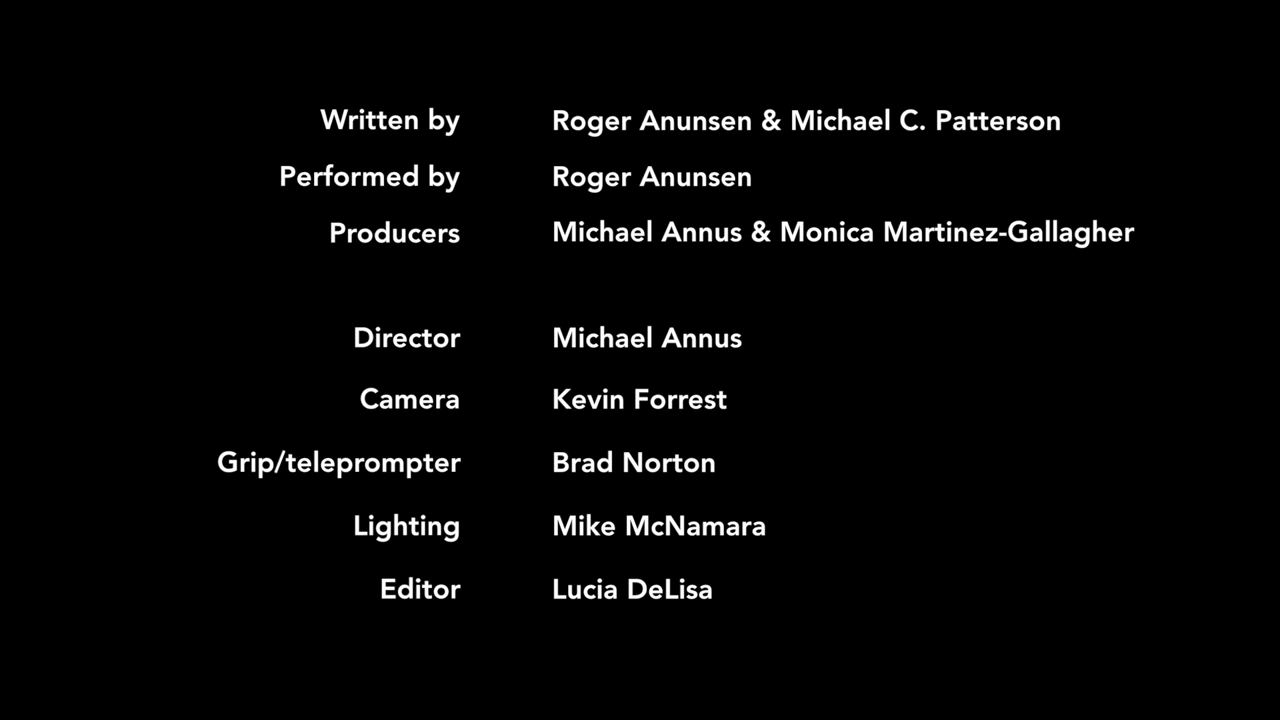 Written by Roger Anunsen & Michael C. Patterson
Performed by Roger Anunsen
Producers Michael Annus & Monica Martinez-Gallagher
Director Michael Annus
Camera Kevin Forrest
Grip/teleprompter Brad Norton
Lighting Mike McNamara
Editor Lucia DeLisa